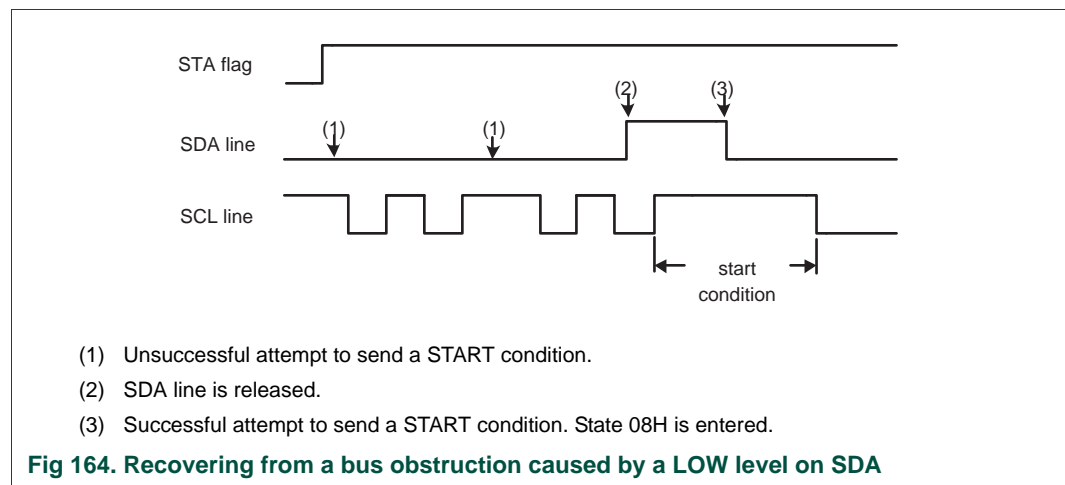 STA flag
(2)
(3)
(1)
(1)
SDA line
SCL line
start
condition
(1) Unsuccessful attempt to send a START condition.
(2) SDA line is released.
(3) Successful attempt to send a START condition. State 08H is entered.
Fig 164. Recovering from a bus obstruction caused by a LOW level on SDA